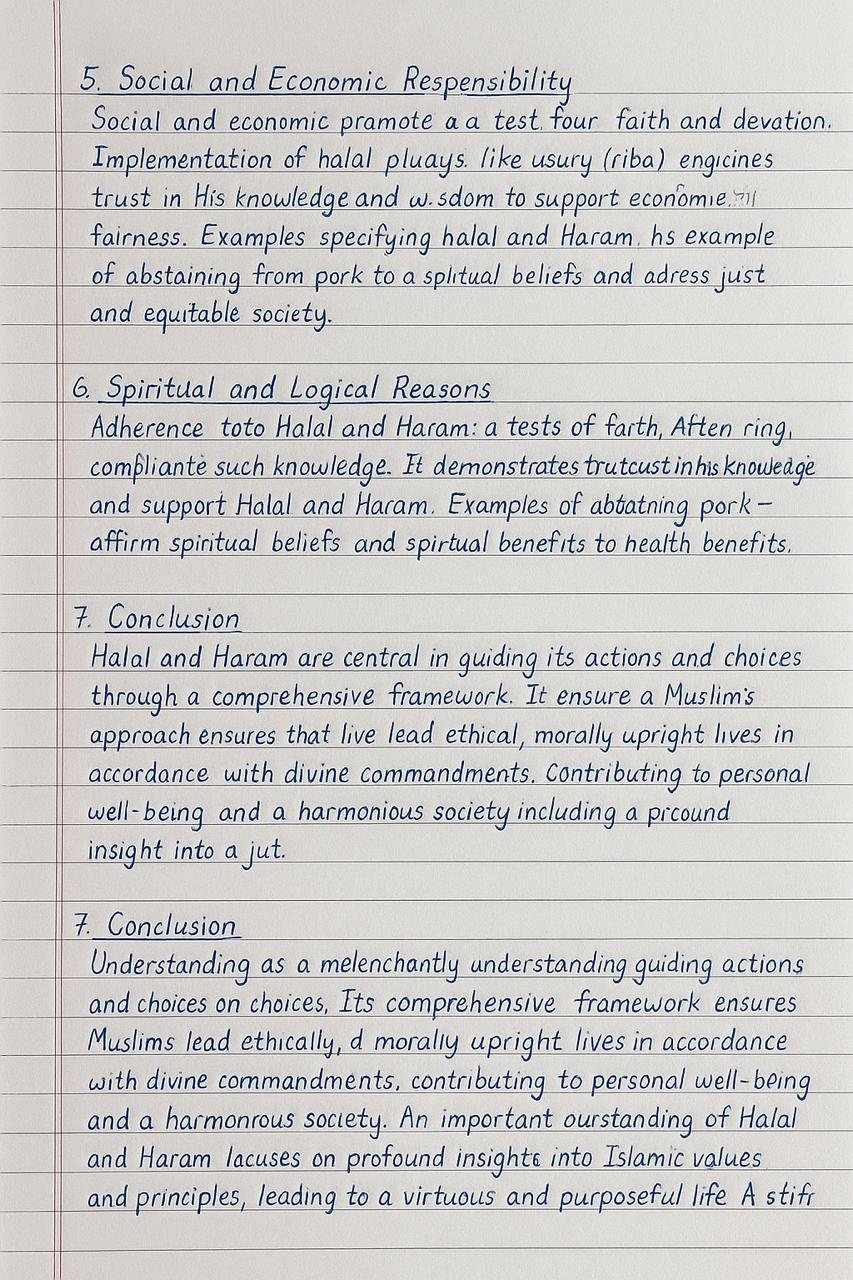 5. Social and Economic Respensibility
Social and economic pramote a a test four faith and devation.
Implementation of halal pluays. like usury (riba) engicines
trust in His knowledge and w.sdom to support economie.
fairness. Examples specifying halal and Haram. hs example
of abstaining from pork to a splitual beliefs and adress just
and equitable society.
6. Spiritual and Logical Reasons
Adherence toto Halal and Haram: a tests of farth, Aften ring,
compliante such knowledge. It demonstrates trutcust in his knowledge
and support Halal and Haram. Examples of abbatning pork –
affirm spiritual beliefs and spirtual benefits to health benefits.
7. Conclusion
Halal and Haram are central in guiding its actions and choices
through a comprehensive framework. It ensure a Muslim's
approach ensures that live lead ethical, morally upright lives in
accordance with divine commandments. Contributing to personal
well-being and a harmonious society including a prcound
insight into a jut.
7. Conclusion
Understanding as a melenchantly understanding guiding actions
and choices on choices, Its comprehensive framework ensures
Muslims lead ethically, d morally upright lives in accordance
with divine commandments, contributing to personal well-being
and a harmonrous society. An important ourstanding of Halal
and Haram lacuses on profound insights into Islamic values
and principles, leading to a virtuous and purposeful life A stifr